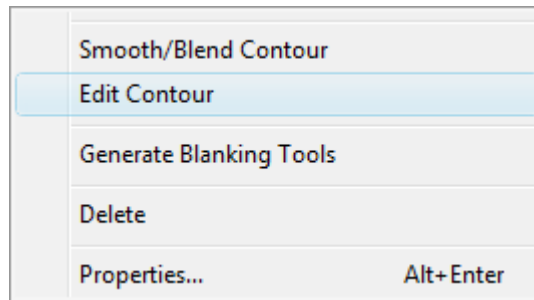 Smooth/Blend Contour
Edit Contour
Generate Blanking Tools
Delete
Properties... Alt+Enter